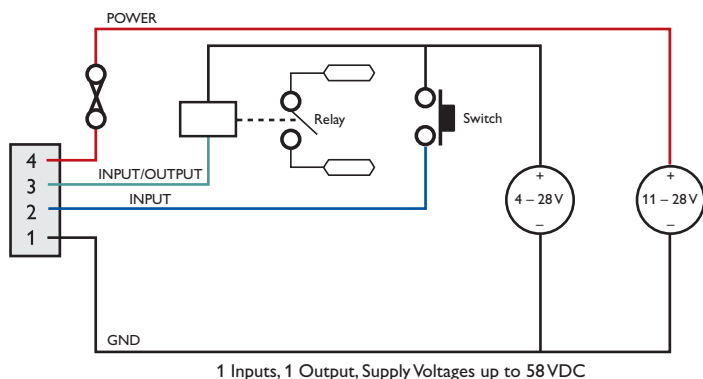 POWER
Relay
Switch
4
3
2
1
INPUT/OUTPUT
INPUT
+
4 – 28 V
–
+
11 – 28 V
–
GND
1 Inputs, 1 Output, Supply Voltages up to 58 VDC